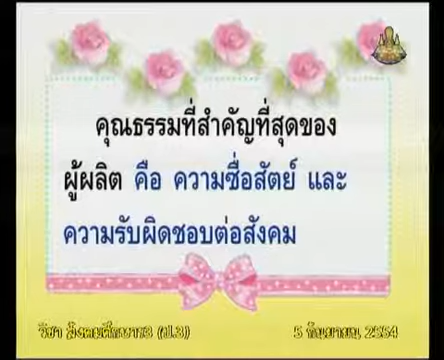 คุณธรรมที่สำคัญที่สุดของ
ผู้ผลิต คือ ความซื่อสัตย์ และ
ความรับผิดชอบต่อสังคม
วิชา สังคมศึกษาฯ3 (ป.3) 5 กันยายน 2554